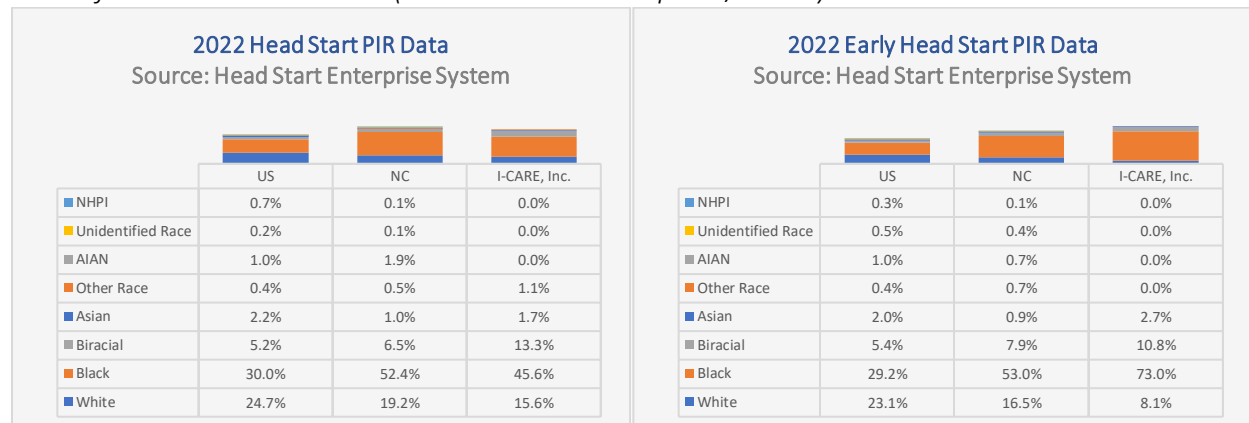 2022 Head Start PIR Data
Source: Head Start Enterprise System
US NC I-CARE, Inc.
NHPI 0.7% 0.1% 0.0%
Unidentified Race 0.2% 0.1% 0.0%
AIAN 1.0% 1.9% 0.0%
Other Race 0.4% 0.5% 1.1%
Asian 2.2% 1.0% 1.7%
Biracial 5.2% 6.5% 13.3%
Black 30.0% 52.4% 45.6%
White 24.7% 19.2% 15.6%
2022 Early Head Start PIR Data
Source: Head Start Enterprise System
US NC I-CARE, Inc.
NHPI 0.3% 0.1% 0.0%
Unidentified Race 0.5% 0.4% 0.0%
AIAN 1.0% 0.7% 0.0%
Other Race 0.4% 0.7% 0.0%
Asian 2.0% 0.9% 2.7%
Biracial 5.4% 7.9% 10.8%
Black 29.2% 53.0% 73.0%
White 23.1% 16.5% 8.1%